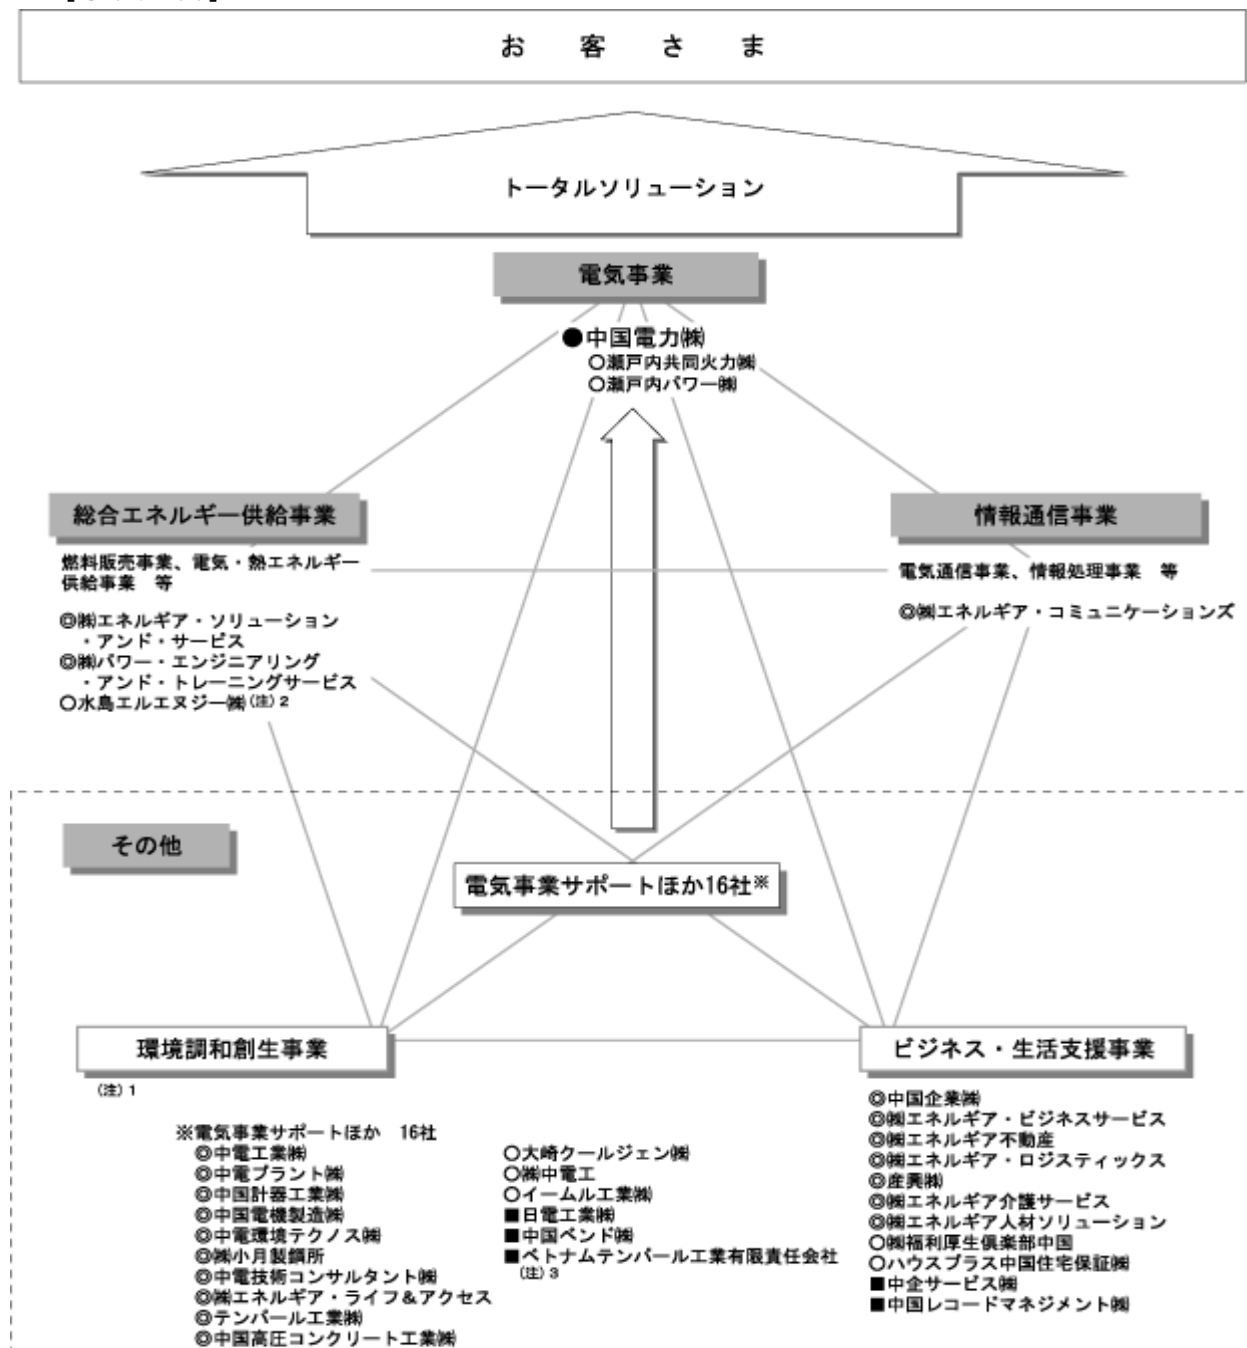 お客さま
トータルソリューション
電気事業
●中国電力㈱
○瀬戸内共同火力㈱
○瀬戸内パワー㈱
総合エネルギー供給事業
燃料販売事業、電気・熱エネルギー
供給事業　等
◎㈱エネルギア・ソリューション
・アンド・サービス
◎㈱パワー・エンジニアリング
・アンド・トレーニングサービス
○水島エルエヌジー㈱(注)2
情報通信事業
電気通信事業、情報処理事業　等
◎㈱エネルギア・コミュニケーションズ
その他
電気事業サポートほか16社※
環境調和創生事業
(注)1
ビジネス・生活支援事業
◎中国企業㈱
◎㈱エネルギア・ビジネスサービス
◎㈱エネルギア不動産
◎㈱エネルギア・ロジスティックス
◎産興㈱
◎㈱エネルギア介護サービス
◎㈱エネルギア人材ソリューション
○㈱福利厚生倶楽部中国
○ハウスプラス中国住宅保証㈱
■中企サービス㈱
■中国レコードマネジメント㈱
※電気事業サポートほか　16社
◎中電工業㈱
◎中電プラント㈱
◎中国計器工業㈱
◎中国電機製造㈱
◎中電環境テクノス㈱
◎㈱小月製鋼所
◎中電技術コンサルタント㈱
◎㈱エネルギア・ライフ&アクセス
◎テンパール工業㈱
◎中国高圧コンクリート工業㈱
○大崎クールジェン㈱
○㈱中電工
○イームル工業㈱
■日電工業㈱
■中国ベンド㈱
■ベトナムテンパール工業有限責任会社
(注)3